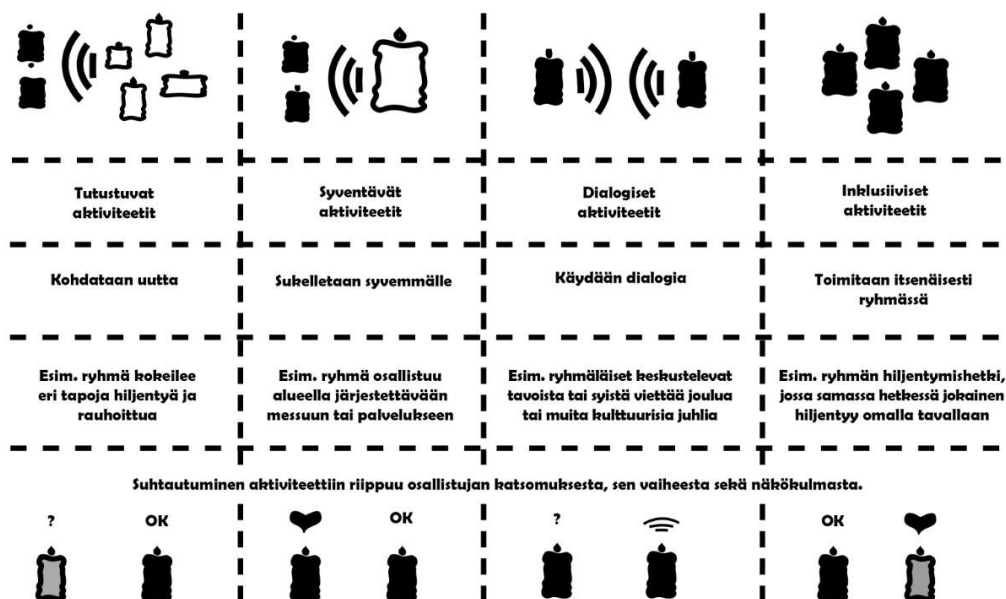 Tutustuvat
aktiviteetit
Syventävät
aktiviteetit
Dialogiset
aktiviteetit
Inklusiiviset
aktiviteetit
Kohdataan uutta
Sukelletaan syvemmälle
Käydään dialogia
Toimitaan itsenäisesti
ryhmässä
Esim. ryhmä kokeilee
eri tapoja hiljentyä ja
rauhoittua
Esim. ryhmä osallistuu
alueella järjestettävään
messuun tai palvelukseen
Esim. ryhmäläiset keskustelevat
tavoista tai syistä viettää joulua
tai muita kulttuurisia juhlia
Esim. ryhmän hiljentymishetki,
jossa samassa hetkessä jokainen
hiljentyy omalla tavallaan
Suhtautuminen aktiviteettiin riippuu osallistujan katsomuksesta, sen vaiheesta sekä näkökulmasta.
? OK
OK
?
OK